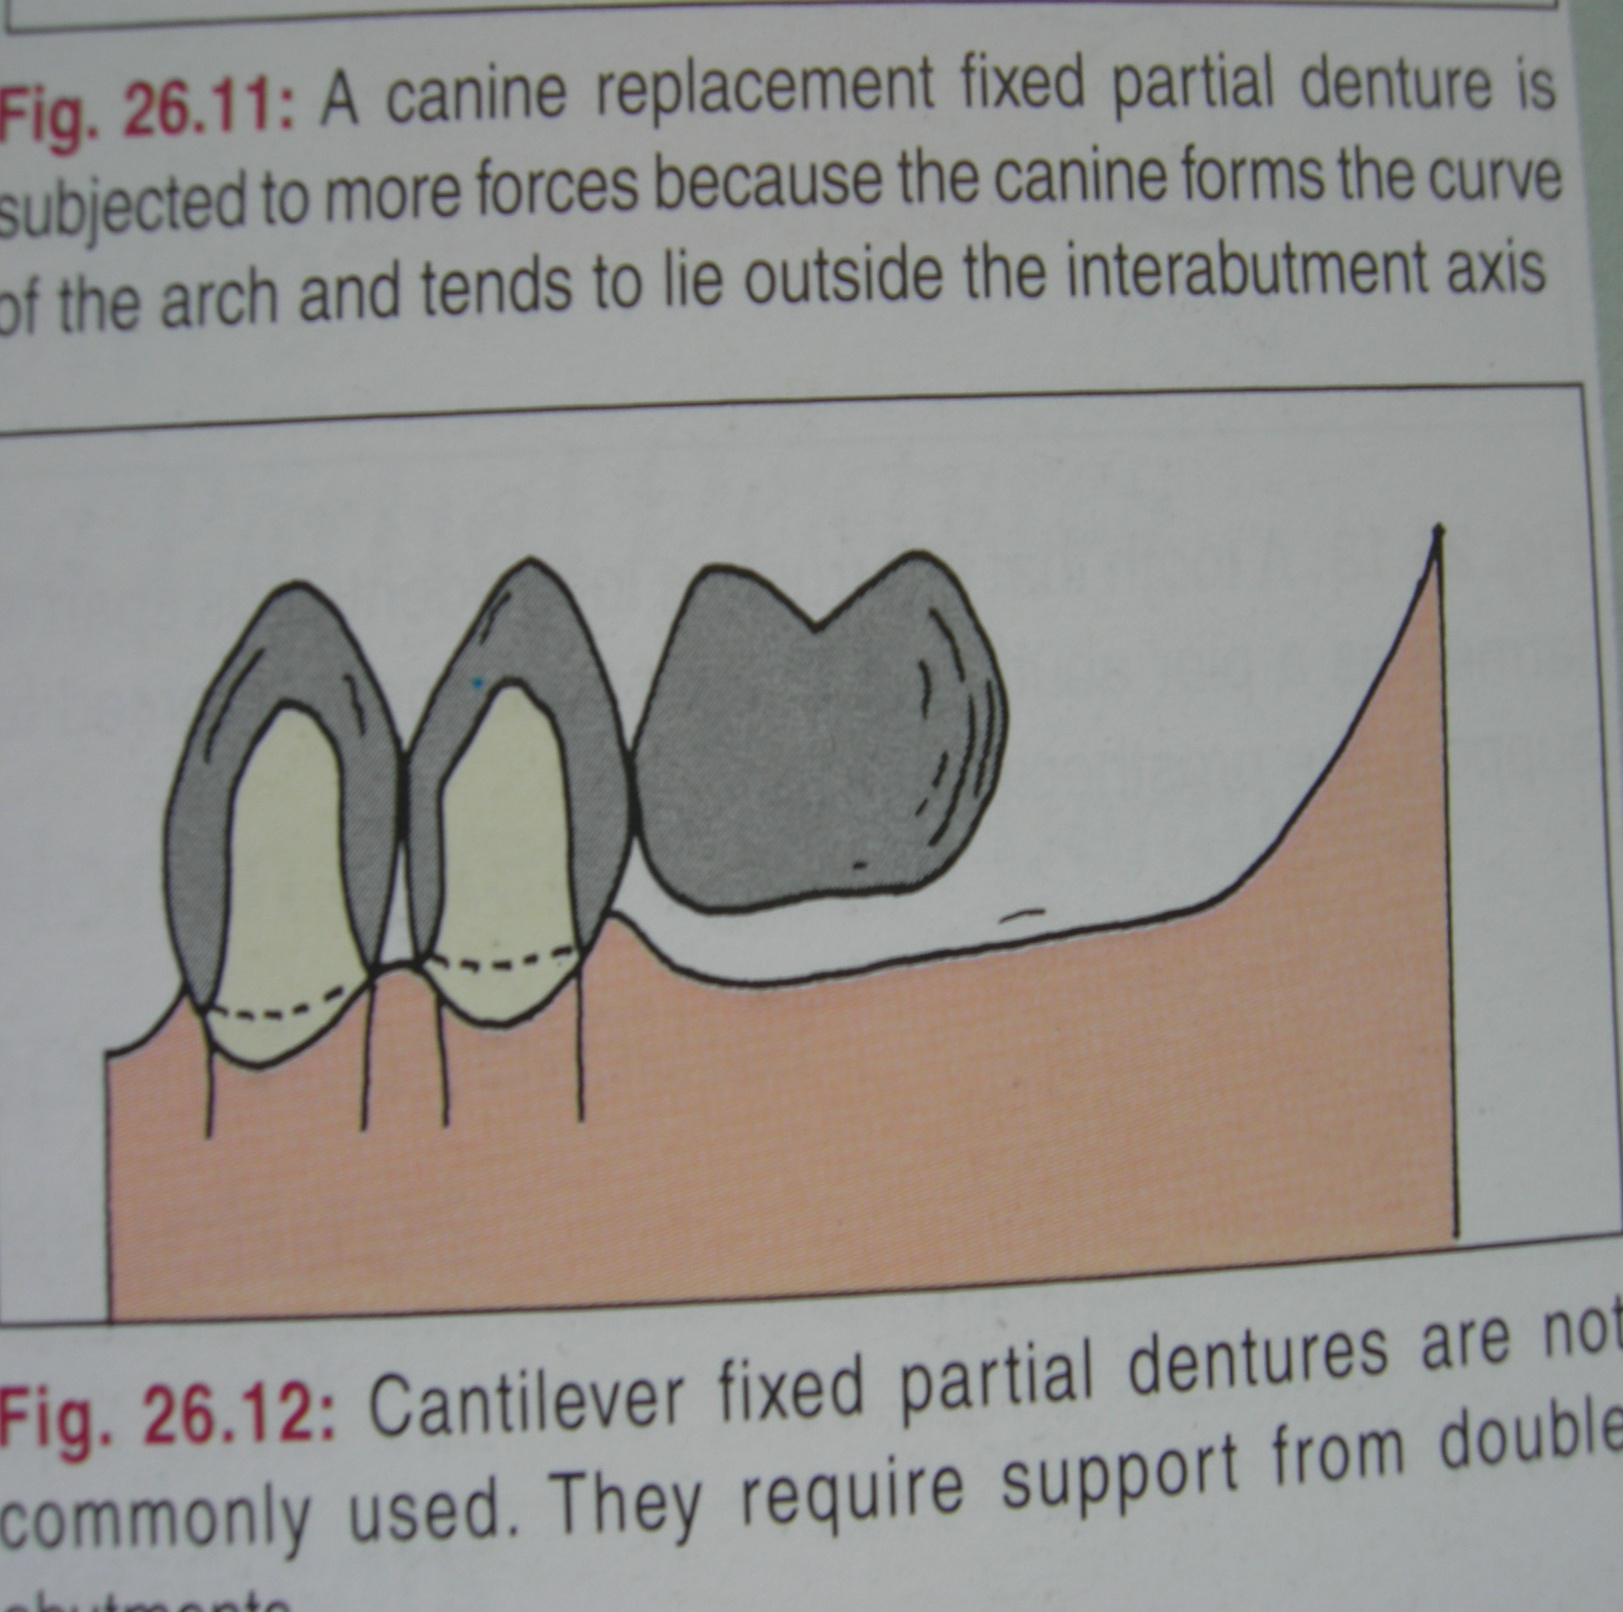 Fig. 26.11: A canine replacement fixed partial denture is
subjected to more forces because the canine forms the curve
of the arch and tends to lie outside the interabutment axis
Fig. 26.12: Cantilever fixed partial dentures are not
commonly used. They require support from double
abutments